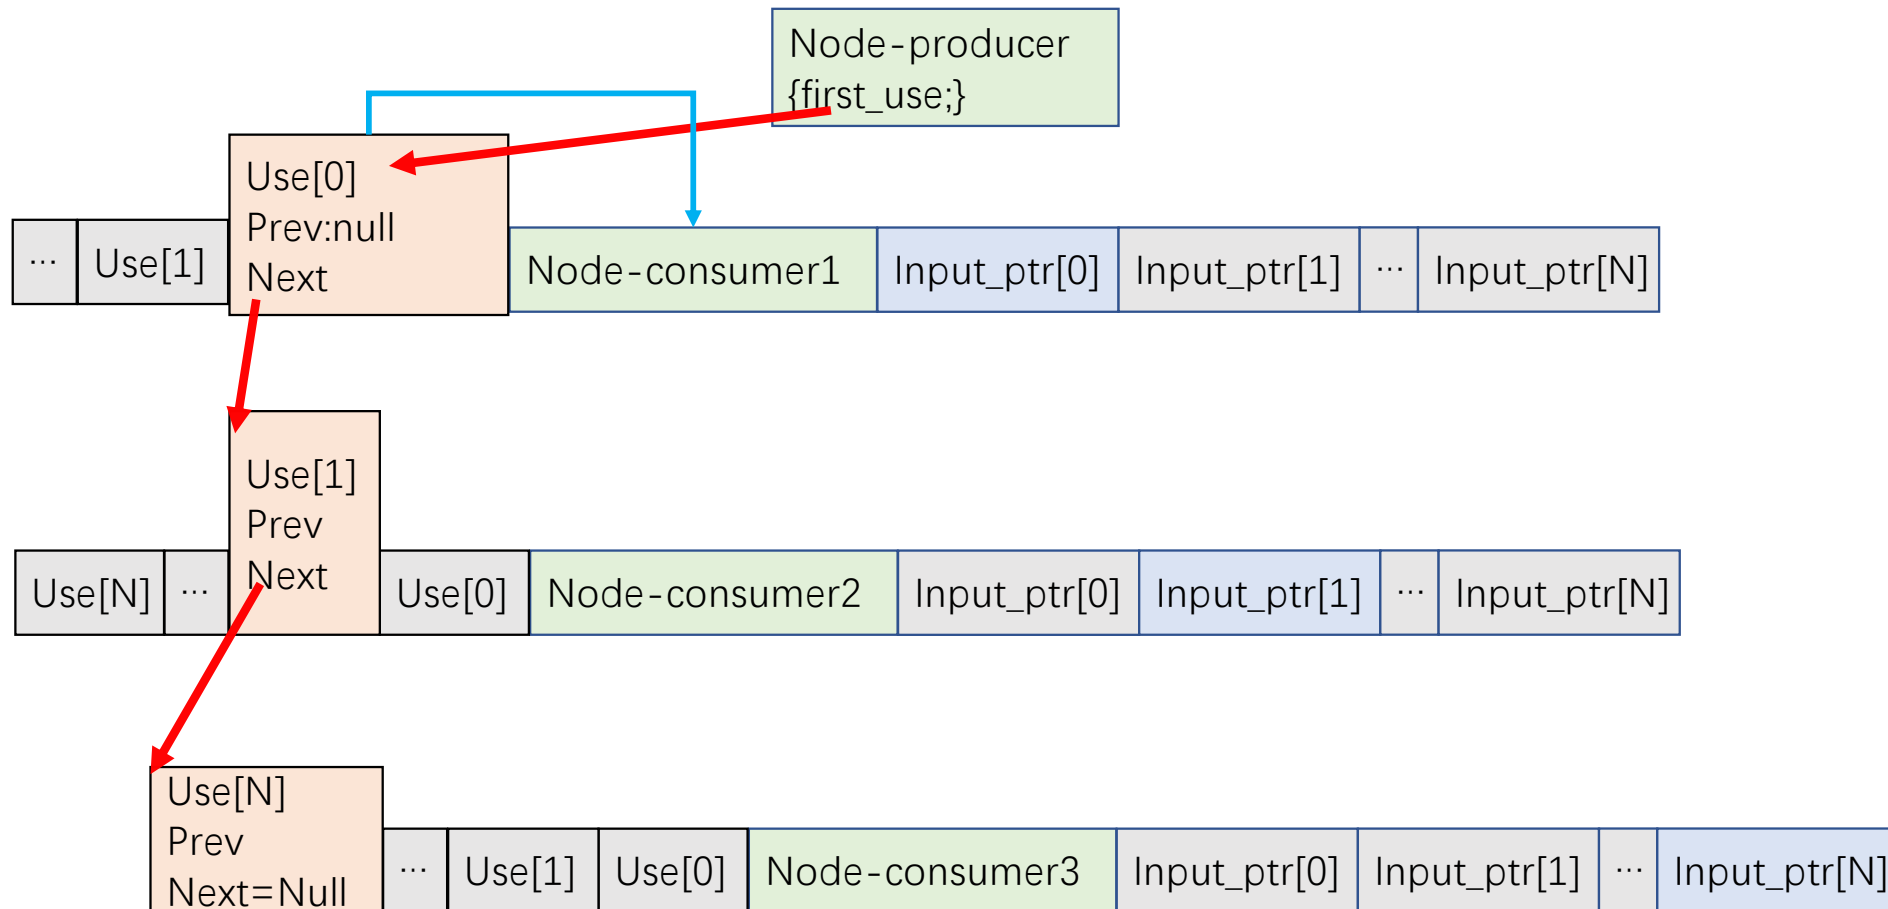 Node-producer
{first_use;}
Use[0]
Prev:null
Next
... Use[1] Node-consumer1 Input_ptr[0] Input_ptr[1] ... Input_ptr[N]
Use[1]
Prev
Next
Use[N] ... Use[0] Node-consumer2 Input_ptr[0] Input_ptr[1] ... Input_ptr[N]
Use[N]
Prev
Next=Null
... Use[1] Use[0] Node-consumer3 Input_ptr[0] Input_ptr[1] ... Input_ptr[N]